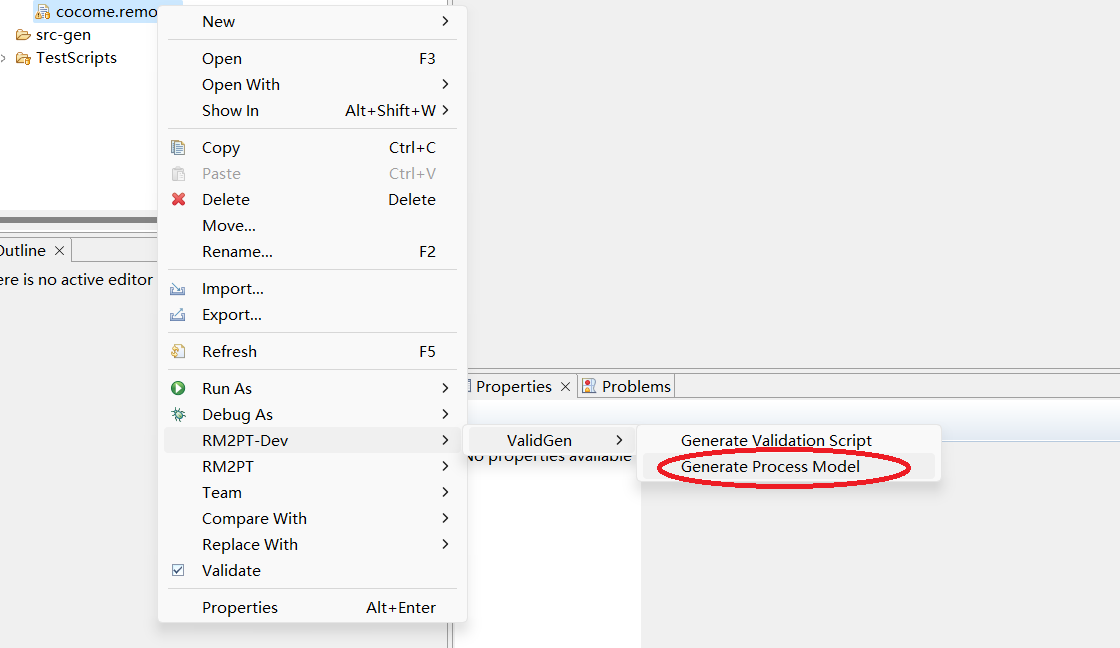 cocome.remo
src-gen
TestScripts
Outline
ere is no active editor
New
Open F3
Open With
Show In Alt+Shift+W
Copy Ctrl+C
Paste Ctrl+V
Delete Delete
Move...
Rename... F2
Import...
Export...
Refresh F5
Run As
Debug As
RM2PT-Dev
RM2PT
Team
Compare With
Replace With
Validate
Properties Alt+Enter
ValidGen
Generate Validation Script
Generate Process Model
Properties
Problems
No properties available